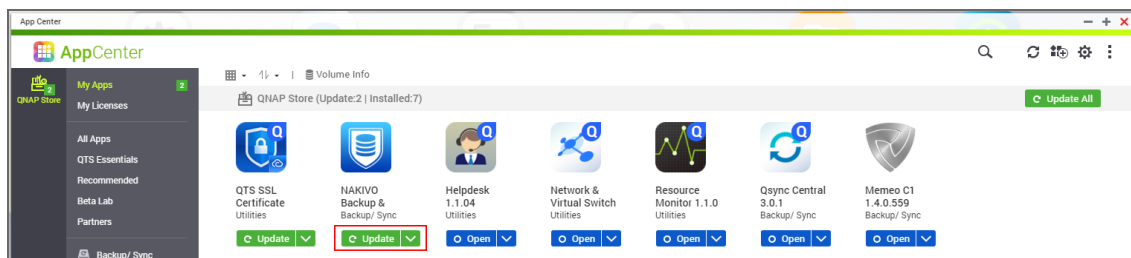 App Center
AppCenter
2
QNAP Store
My Apps 2
My Licenses
All Apps
QTS Essentials
Recommended
Beta Lab
Partners
Backup/ Sync
Volume Info
QNAP Store (Update:2 | Installed:7)
Update All
QTS SSL
Certificate
Utilities
Update
NAKIVO
Backup &
Backup/ Sync
Update
Helpdesk
1.1.04
Utilities
Open
Network &
Virtual Switch
Utilities
Open
Resource
Monitor 1.1.0
Utilities
Open
Qsync Central
3.0.1
Backup/ Sync
Open
Memeo C1
1.4.0.559
Backup/ Sync
Open